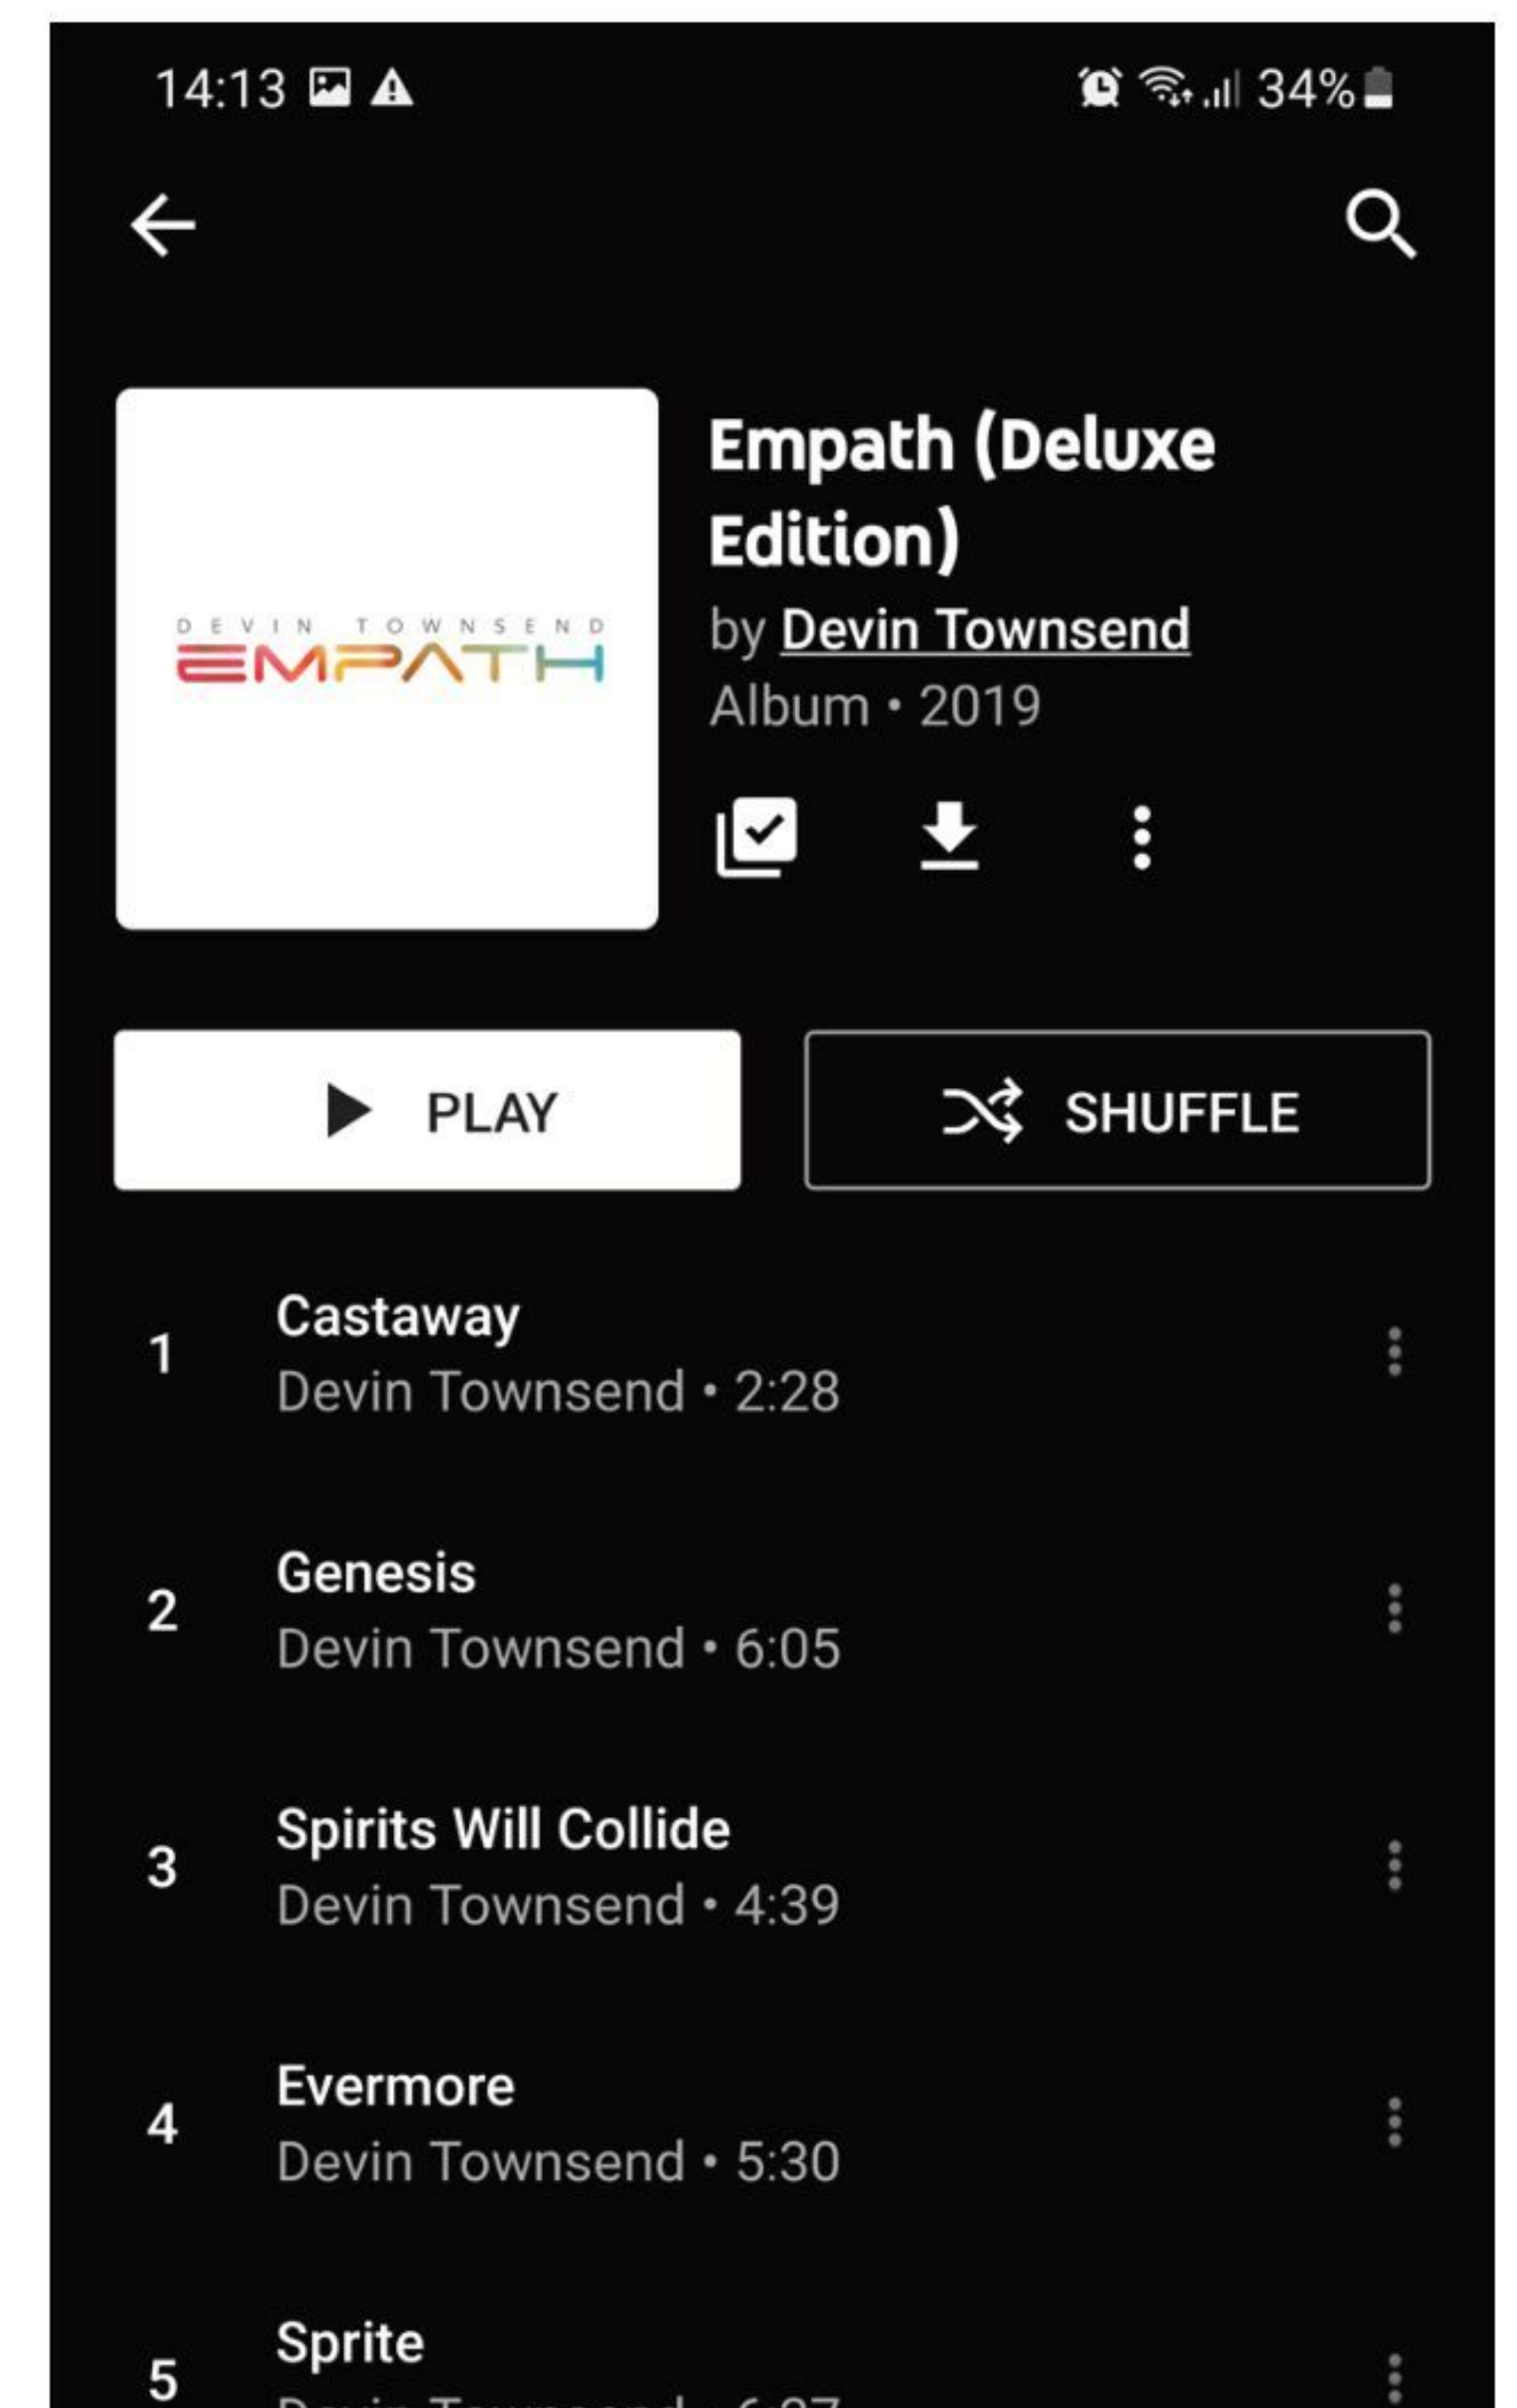 14:13
34%
DEVIN TOWNSEND
EMPATH
Empath (Deluxe
Edition)
by Devin Townsend
Album • 2019
PLAY
SHUFFLE
1
Castaway
Devin Townsend • 2:28
2
Genesis
Devin Townsend • 6:05
3
Spirits Will Collide
Devin Townsend • 4:39
4
Evermore
Devin Townsend • 5:30
5
Sprite
Devin Townsend •